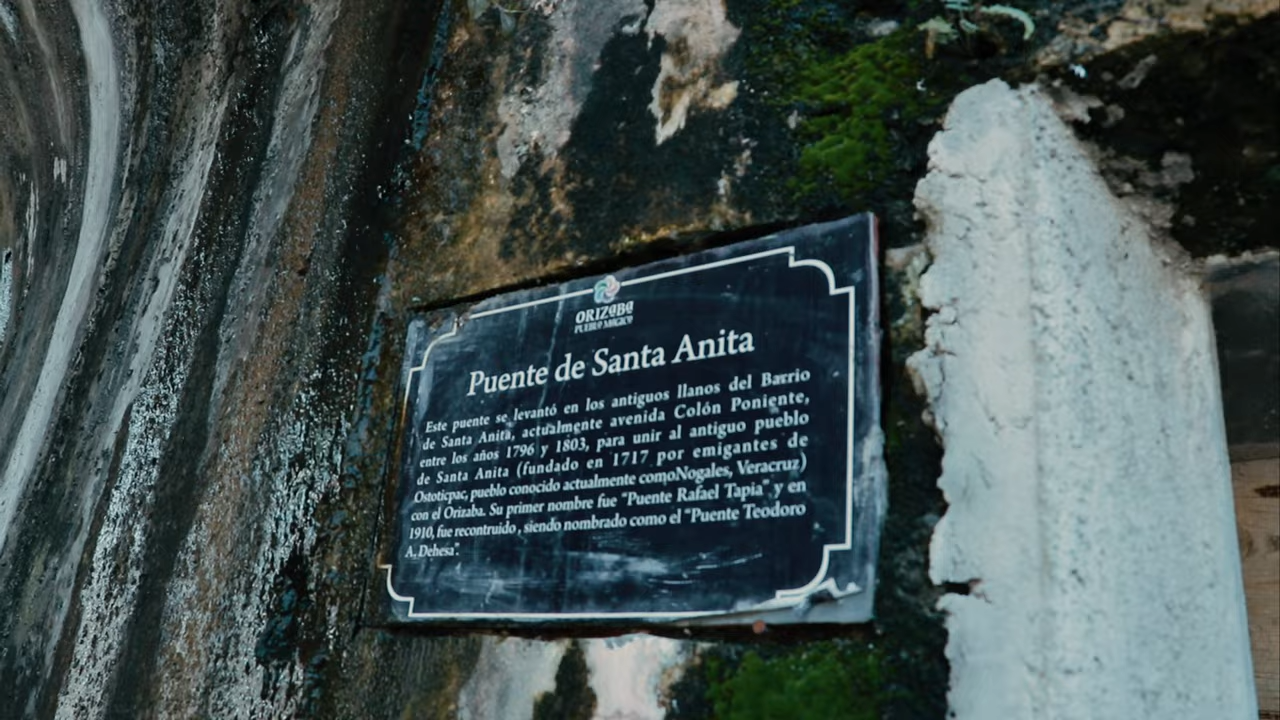 ORIZABA
PUEBLO MÁGICO
Puente de Santa Anita
Este puente se levantó en los antiguos llanos del Barrio
de Santa Anita, actualmente avenida Colón Poniente,
entre los años 1796 y 1803, para unir al antiguo pueblo
de Santa Anita (fundado en 1717 por emigantes de
Ostoticpac, pueblo conocido actualmente comoNogales, Veracruz)
con el Orizaba. Su primer nombre fue "Puente Rafael Tapia" y en
1910, fue recontruido , siendo nombrado como el "Puente Teodoro
A. Dehesa".